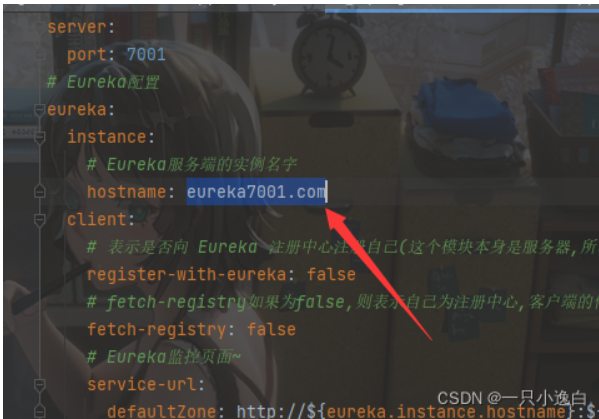 server:
port: 7001
# Eureka配置
eureka:
instance:
# Eureka服务端的实例名字
hostname: eureka7001.com
client:
# 表示是否向 Eureka 注册中心注册自己(这个模块本身是服务器,所
register-with-eureka: false
# fetch-registry如果为false,则表示自己为注册中心,客户端的
fetch-registry: false
# Eureka监控页面~
service-url:
defaultZone: http://${eureka.instance.hostname}:$
CSDN @一只小逸白